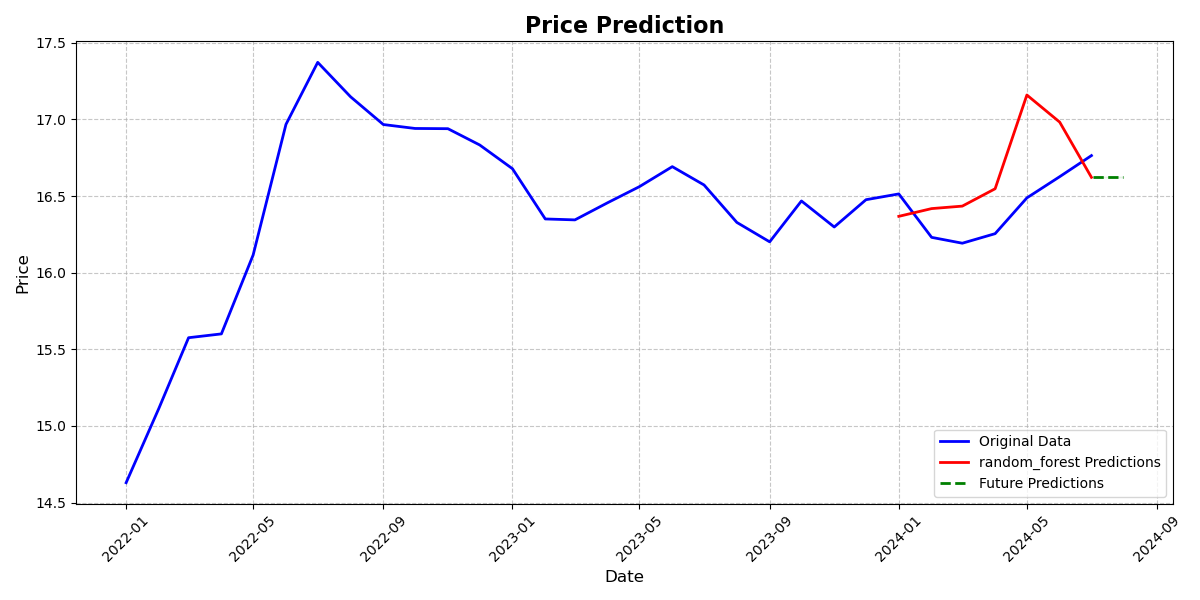 Price Prediction
Price
17.5
17.0
16.5
16.0
15.5
15.0
14.5
Original Data
random_forest Predictions
Future Predictions
2022-01
2022-05
2022-09
2023-01
2023-05
2023-09
2024-01
2024-05
2024-09
Date